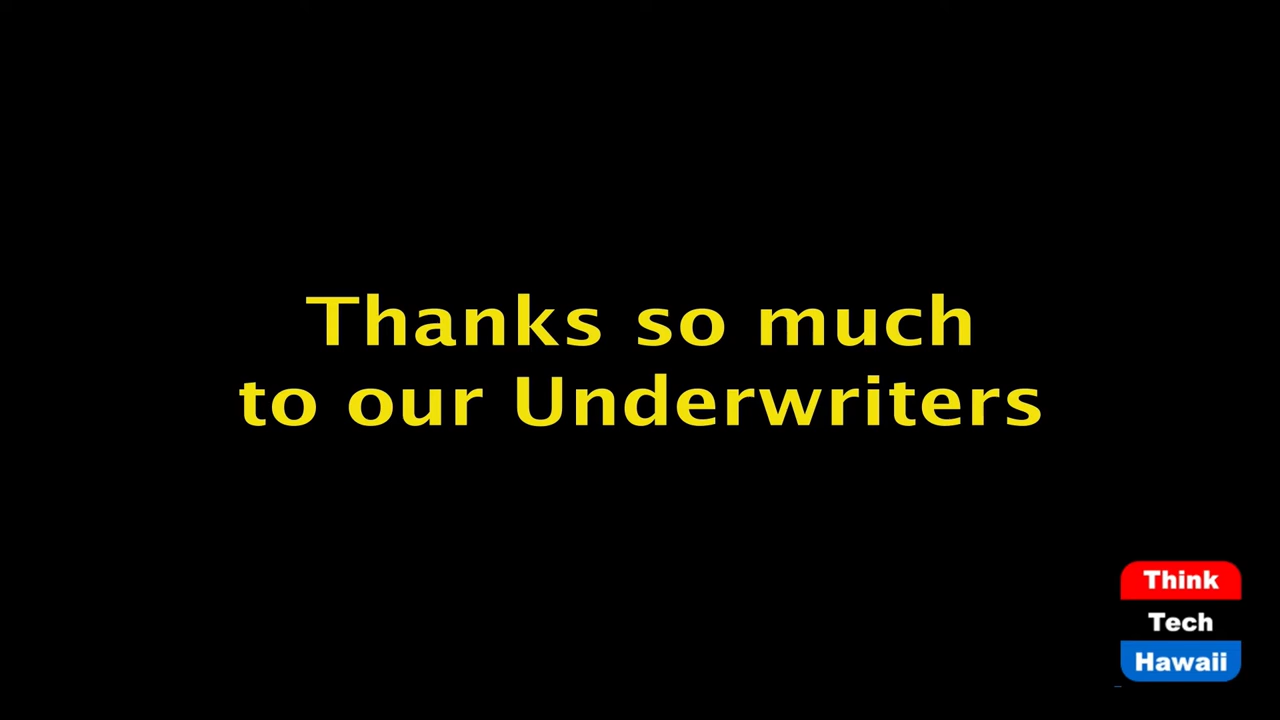 Thanks so much
to our Underwriters
Think
Tech
Hawaii